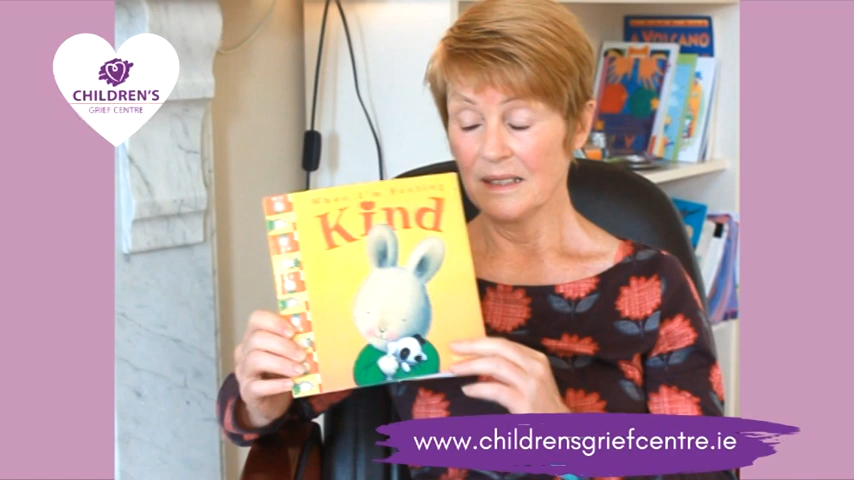 CHILDREN'S
GRIEF CENTRE
A VOLCANO
When I'm Feeling
Kind
www.childrensgriefcentre.ie